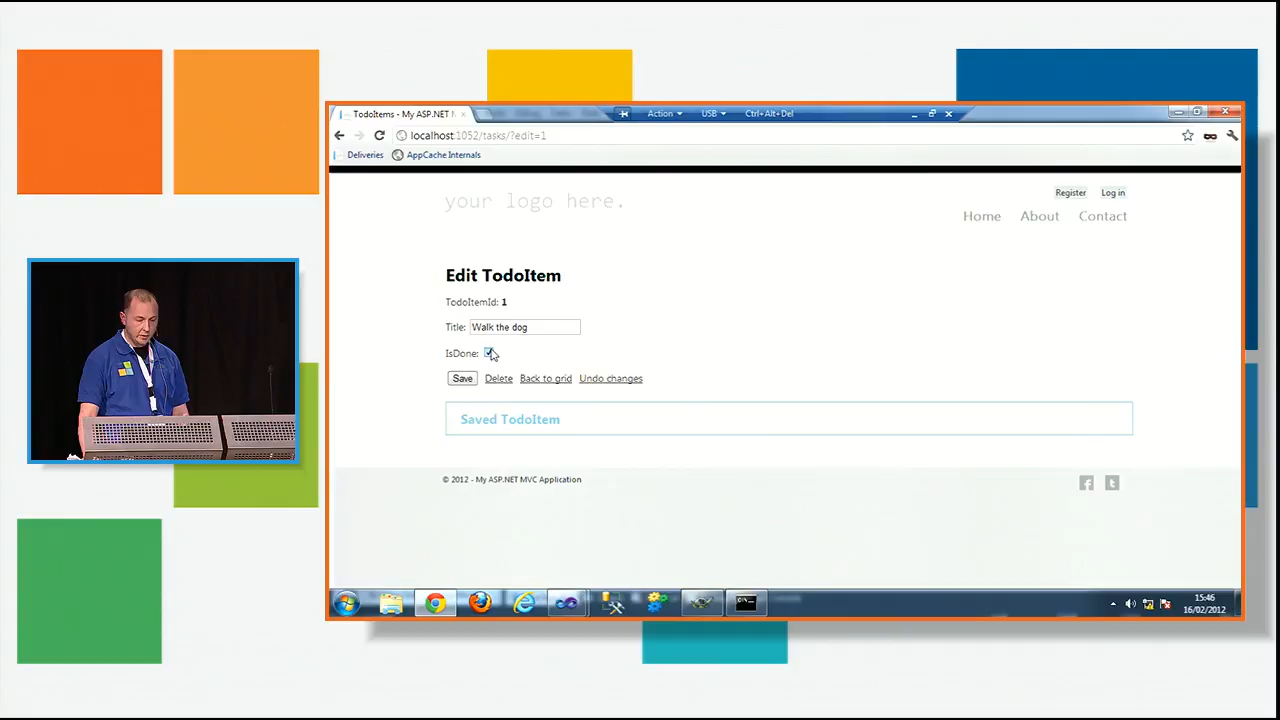 TodoItems - My ASP.NET M
Action USB Ctrl+Alt+Del
localhost:1052/tasks/?edit=1
Deliveries AppCache Internals
Register Log in
your logo here.
Home About Contact
Edit TodoItem
TodoItemId: 1
Title: Walk the dog
IsDone:
Save Delete Back to grid Undo changes
Saved TodoItem
© 2012 - My ASP.NET MVC Application
f t
15:46
16/02/2012